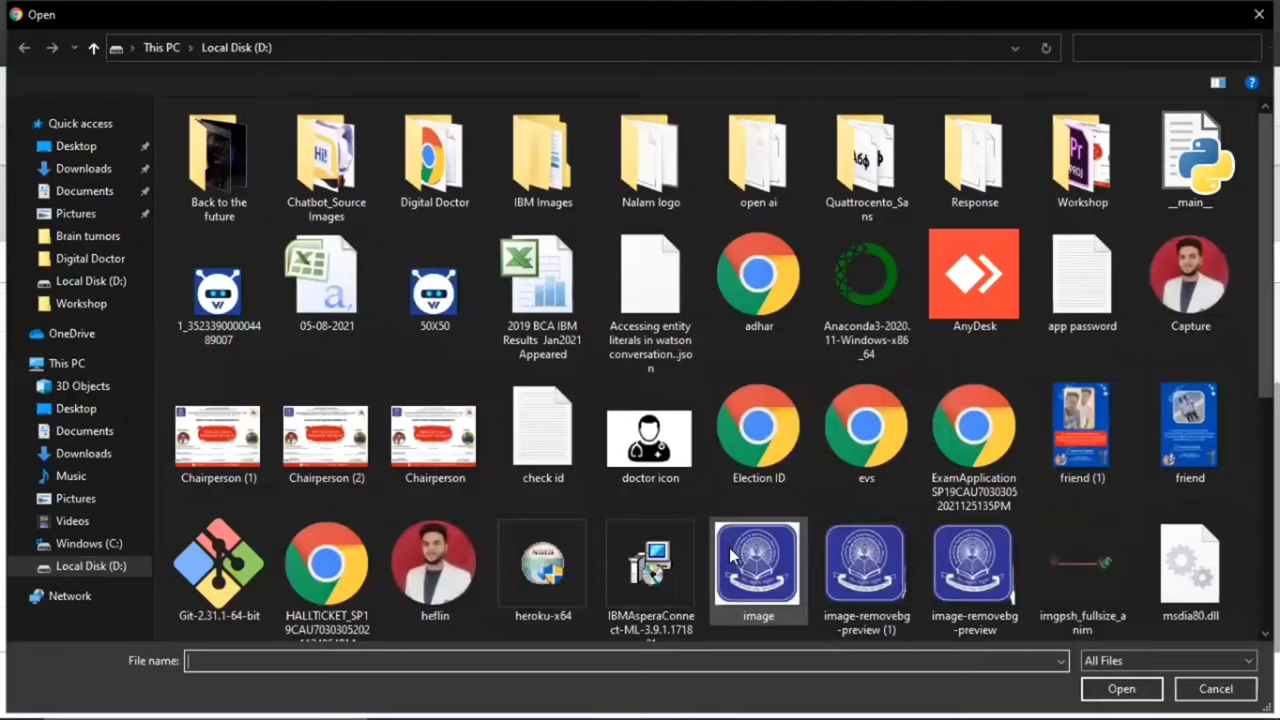 Open
This PC
Local Disk (D:)
Quick access
Desktop
Downloads
Documents
Pictures
Brain tumors
Digital Doctor
Local Disk (D:)
Workshop
OneDrive
This PC
3D Objects
Desktop
Documents
Downloads
Music
Pictures
Videos
Windows (C:)
Local Disk (D:)
Network
Back to the
future
Chatbot_Source
Images
Digital Doctor
IBM Images
Nalam logo
open ai
Quattrocento_Sa
ns
Response
Workshop
__main__
Hi!
Абф
Pr
PROJ
1_3523390000044
89007
05-08-2021
50X50
2019 BCA IBM
Results Jan2021
Appeared
Accessing entity
literals in watson
conversation..jso
n
adhar
Anaconda3-2020.
11-Windows-x86
_64
AnyDesk
app password
Capture
a,
Chairperson (1)
Chairperson (2)
Chairperson
check id
doctor icon
Election ID
evs
ExamApplication
SP19CAU7030305
2021125135PM
friend (1)
friend
Git-2.31.1-64-bit
HALLTICKET_SP1
9CAU7030305202
heflin
heroku-x64
IBMAsperaConne
ct-ML-3.9.1.1718
image
image-removebg
-preview (1)
image-removebg
-preview
imgpsh_fullsize_a
nim
msdia80.dll
NSIS
File name:
All Files
Open
Cancel